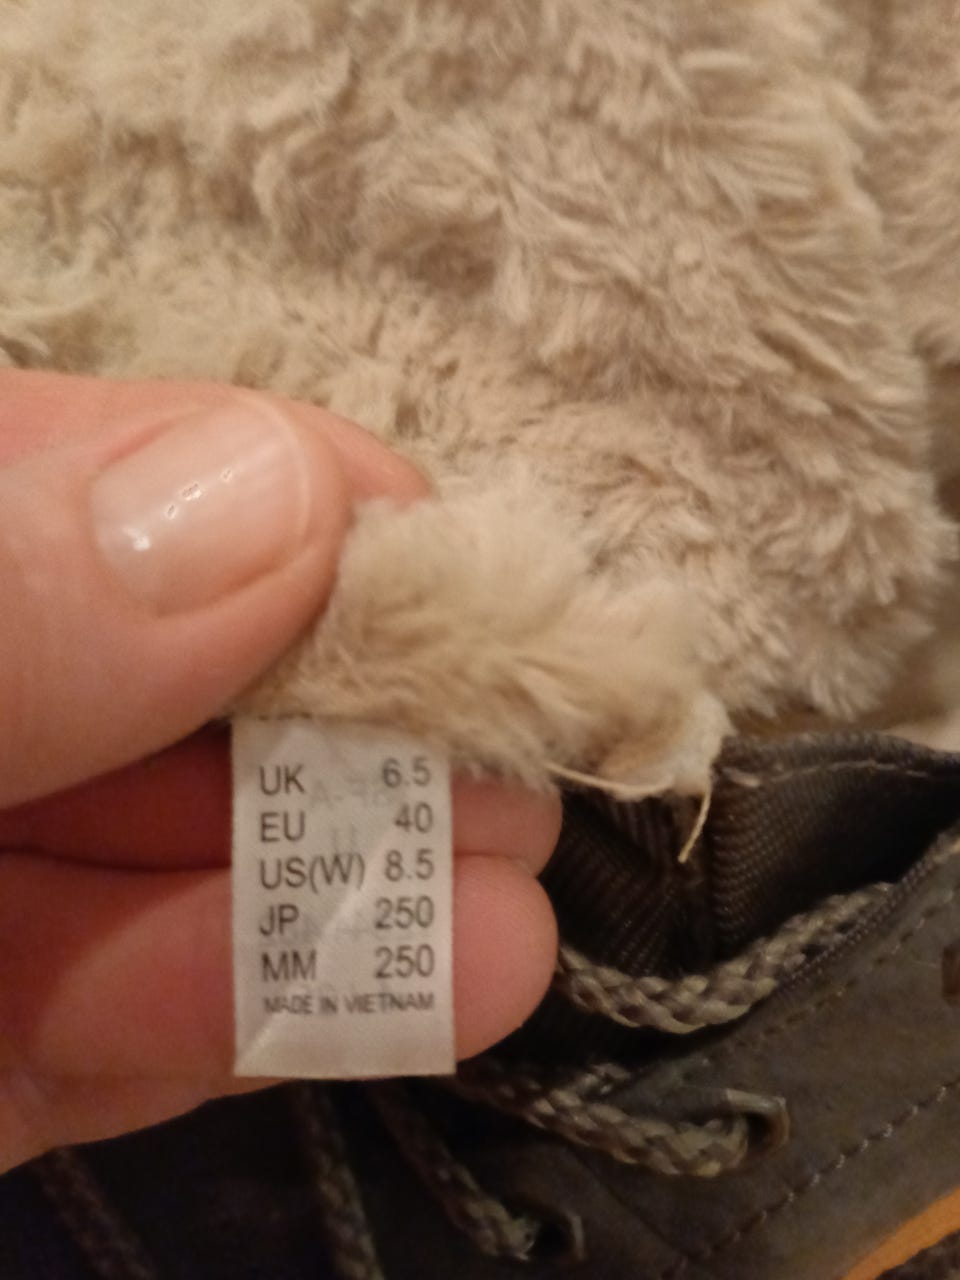 UK 6.5
EU 40
US(W) 8.5
JP 250
MM 250
MADE IN VIETNAM